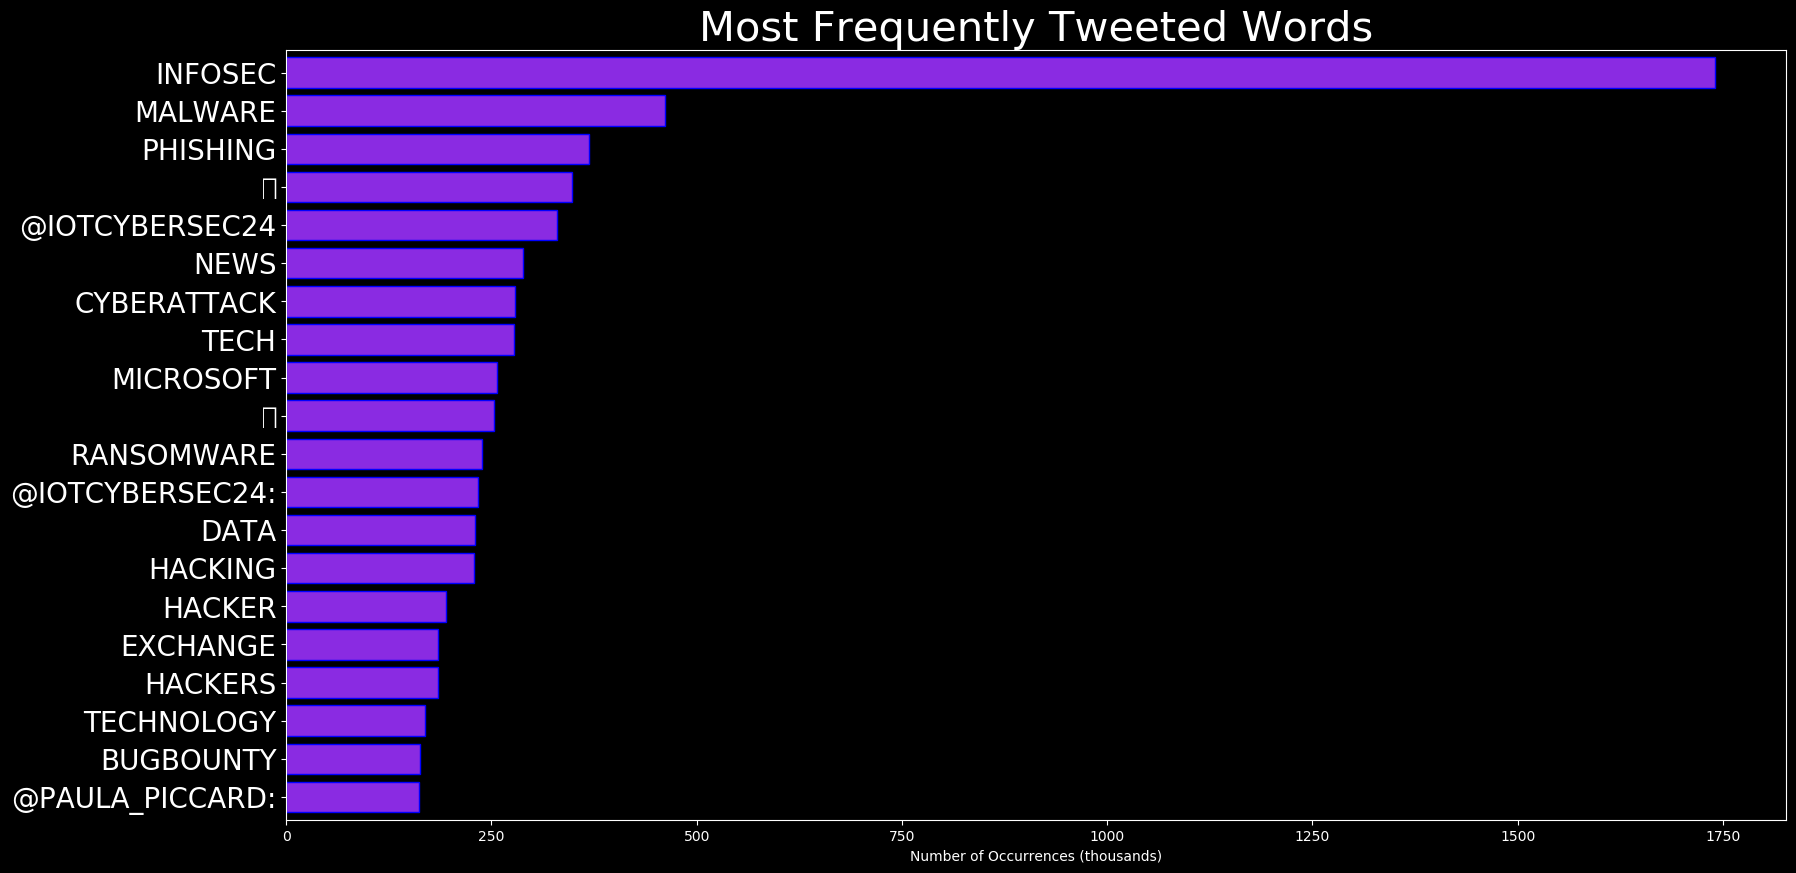 Most Frequently Tweeted Words
INFOSEC
MALWARE
PHISHING
@IOTCYBERSEC24
NEWS
CYBERATTACK
TECH
MICROSOFT
RANSOMWARE
@IOTCYBERSEC24:
DATA
HACKING
HACKER
EXCHANGE
HACKERS
TECHNOLOGY
BUGBOUNTY
@PAULA_PICCARD:
0 250 500 750 1000 1250 1500 1750
Number of Occurrences (thousands)